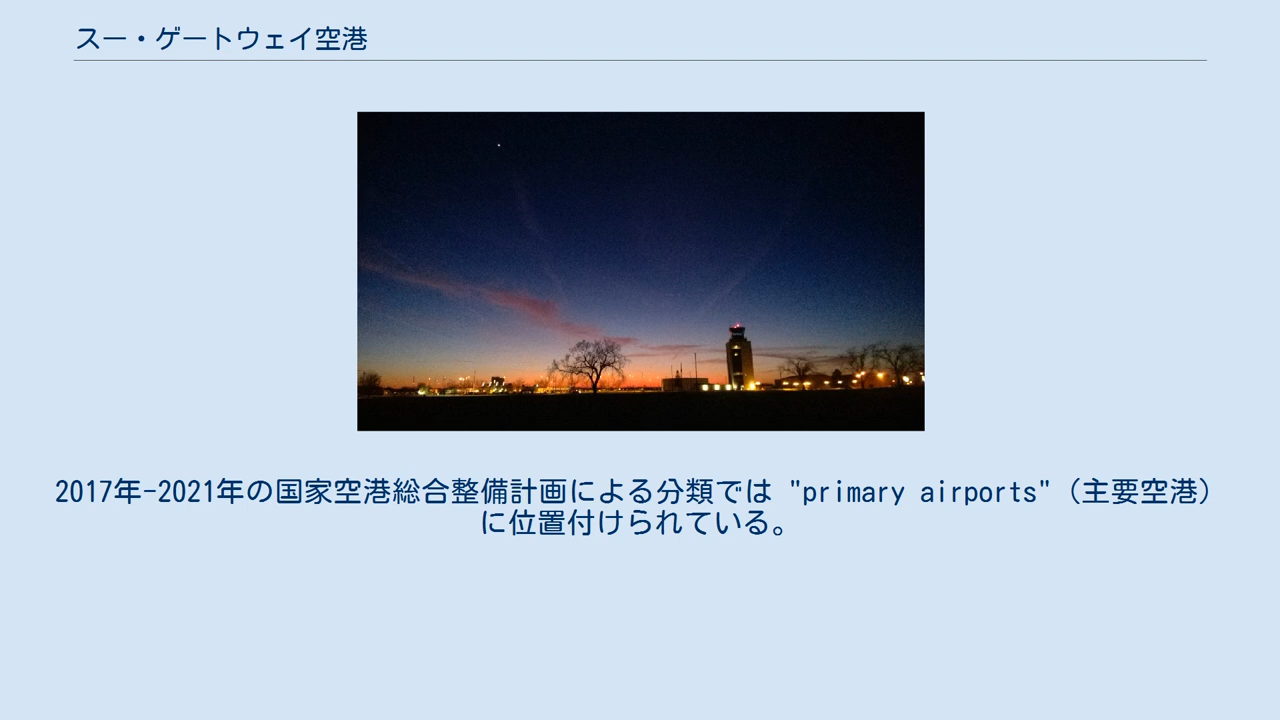 スー・ゲートウェイ空港
2017年-2021年の国家空港総合整備計画による分類では "primary airports"（主要空港）
に位置付けられている。